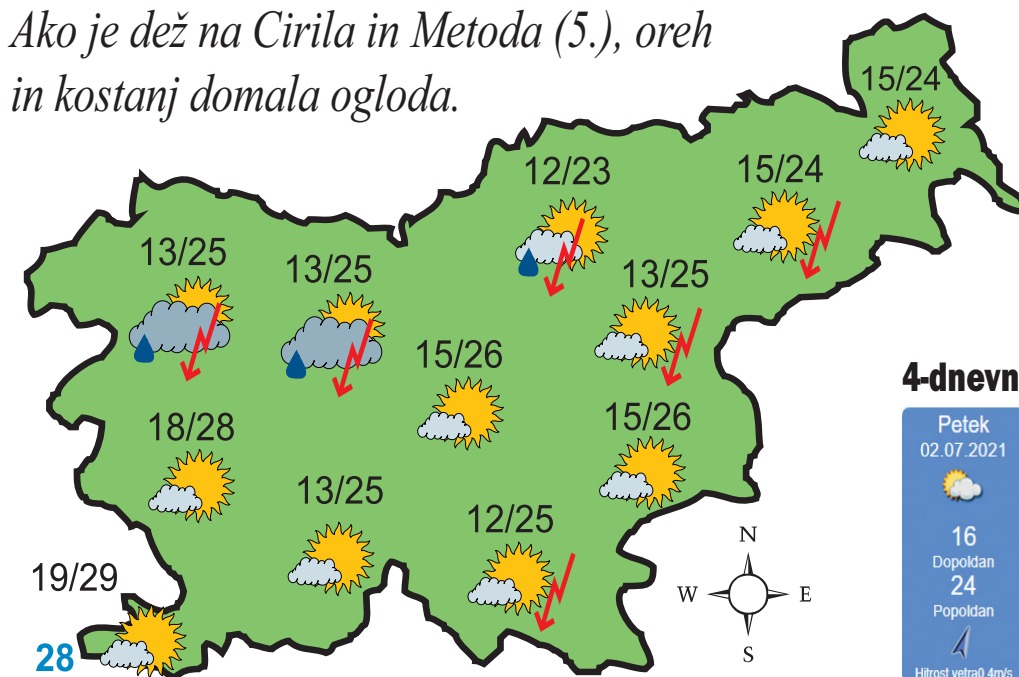 Ako je dež na Cirila in Metoda (5.), oreh
in kostanj domala ogloda.
15/24
12/23
15/24
13/25
13/25
13/25
15/26
18/28
15/26
13/25
12/25
19/29
28
N
W
E
S
4-dnevn
Petek
02.07.2021
16
Dopoldan
24
Popoldan
Hitrost vetra0.4m/s